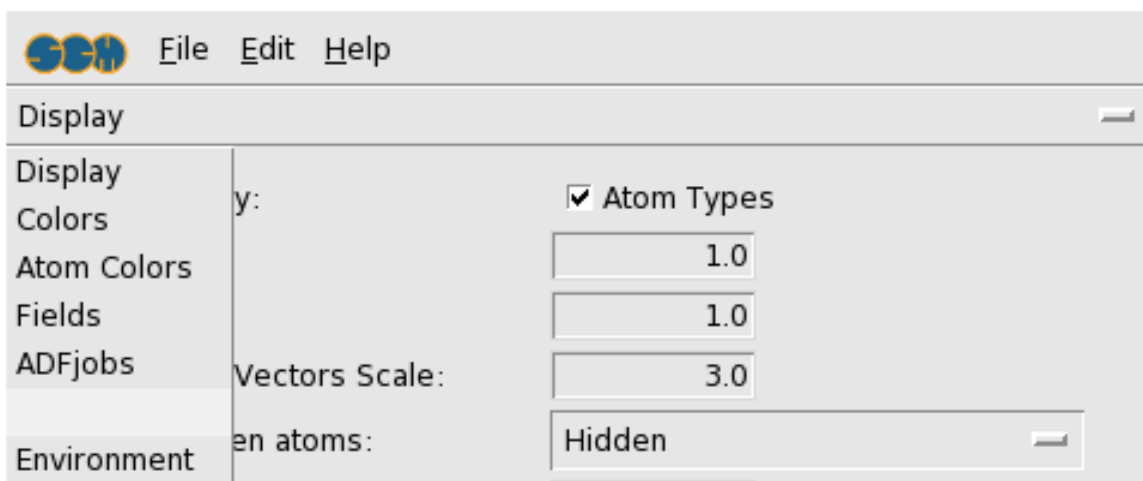 SCM File Edit Help
Display
Display
Colors
Atom Colors
Fields
ADFjobs
Environment
y: Atom Types
1.0
1.0
Vectors Scale: 3.0
en atoms: Hidden